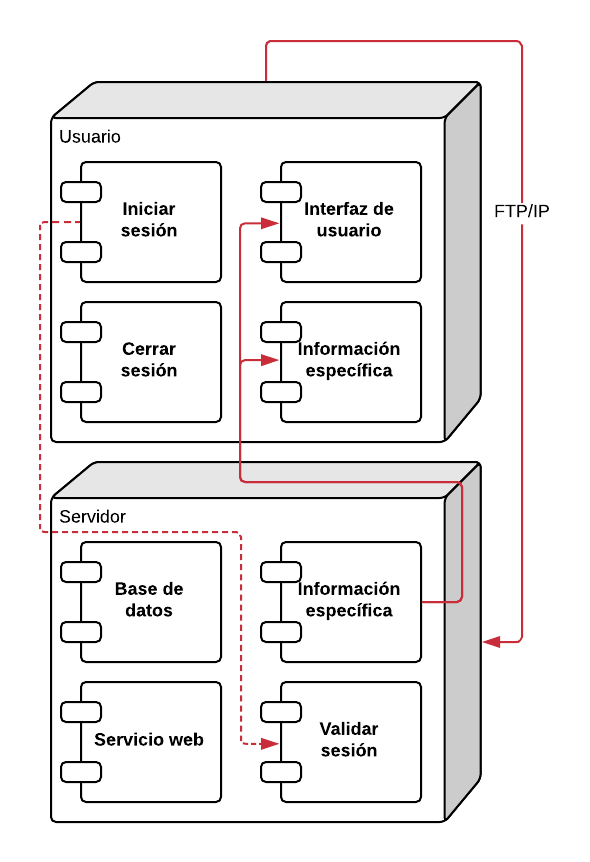 Usuario
Iniciar
sesión
Interfaz de
usuario
FTP/IP
Cerrar
sesión
Información
específica
Servidor
Base de
datos
Información
específica
Servicio web
Validar
sesión